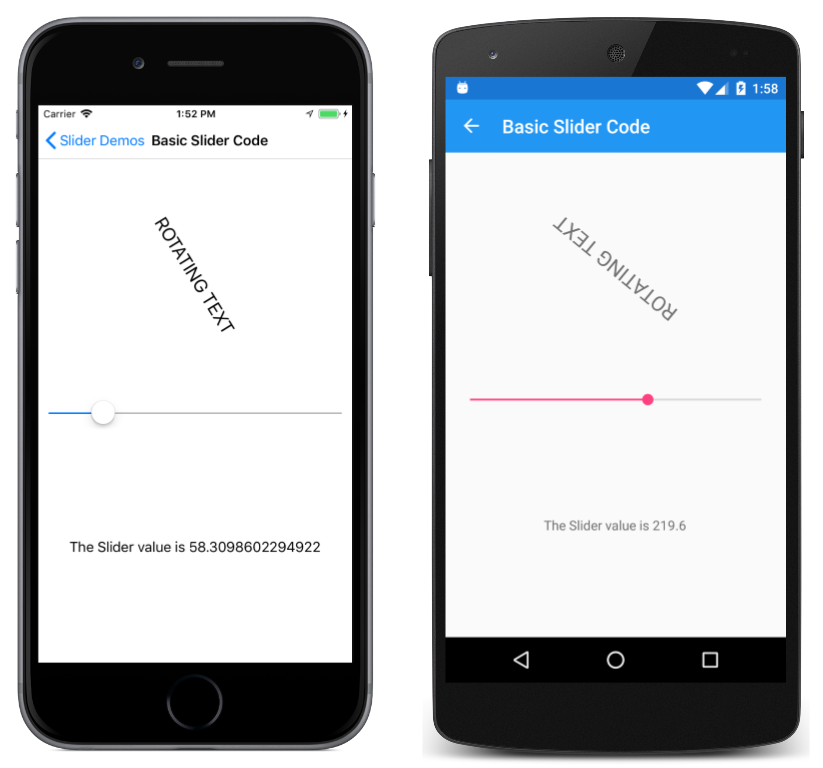 Carrier 1:52 PM
Slider Demos Basic Slider Code
ROTATING TEXT
The Slider value is 58.3098602294922
1:58
Basic Slider Code
ROTATING TEXT
The Slider value is 219.6